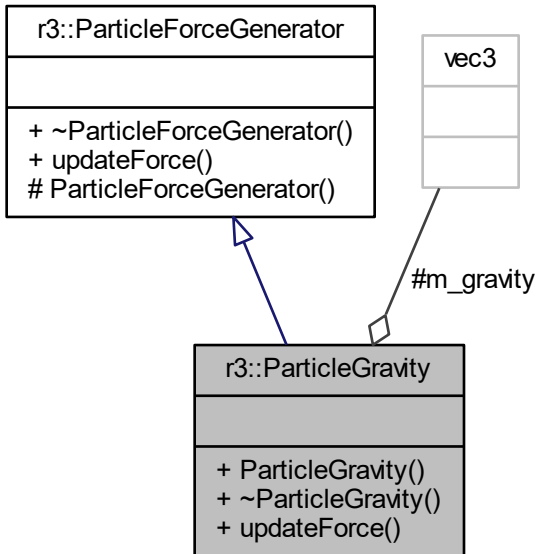 r3::ParticleForceGenerator
+ ~ParticleForceGenerator()
+ updateForce()
# ParticleForceGenerator()
vec3
#m_gravity
r3::ParticleGravity
+ ParticleGravity()
+ ~ParticleGravity()
+ updateForce()